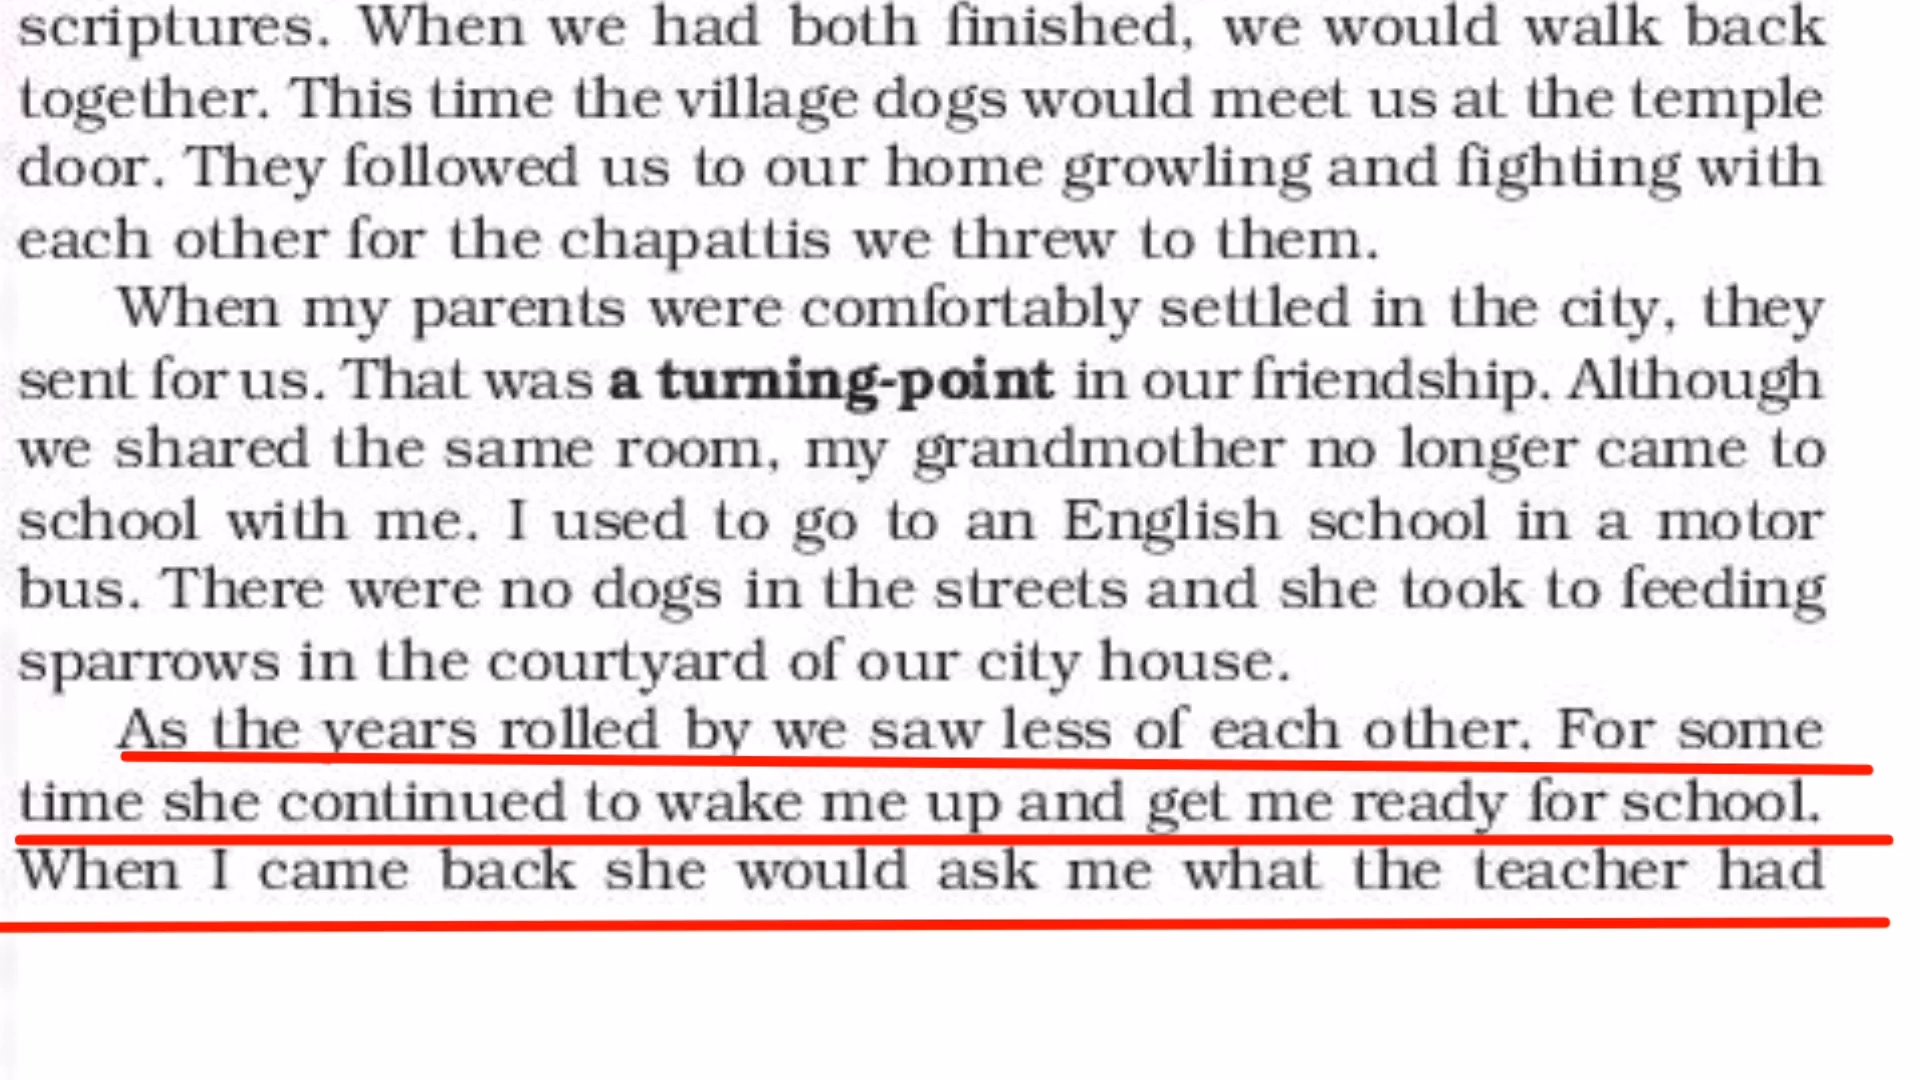 scriptures. When we had both finished, we would walk back
together. This time the village dogs would meet us at the temple
door. They followed us to our home growling and fighting with
each other for the chapattis we threw to them.
When my parents were comfortably settled in the city, they
sent for us. That was a turning-point in our friendship. Although
we shared the same room, my grandmother no longer came to
school with me. I used to go to an English school in a motor
bus. There were no dogs in the streets and she took to feeding
sparrows in the courtyard of our city house.
As the years rolled by we saw less of each other. For some
time she continued to wake me up and get me ready for school.
When I came back she would ask me what the teacher had